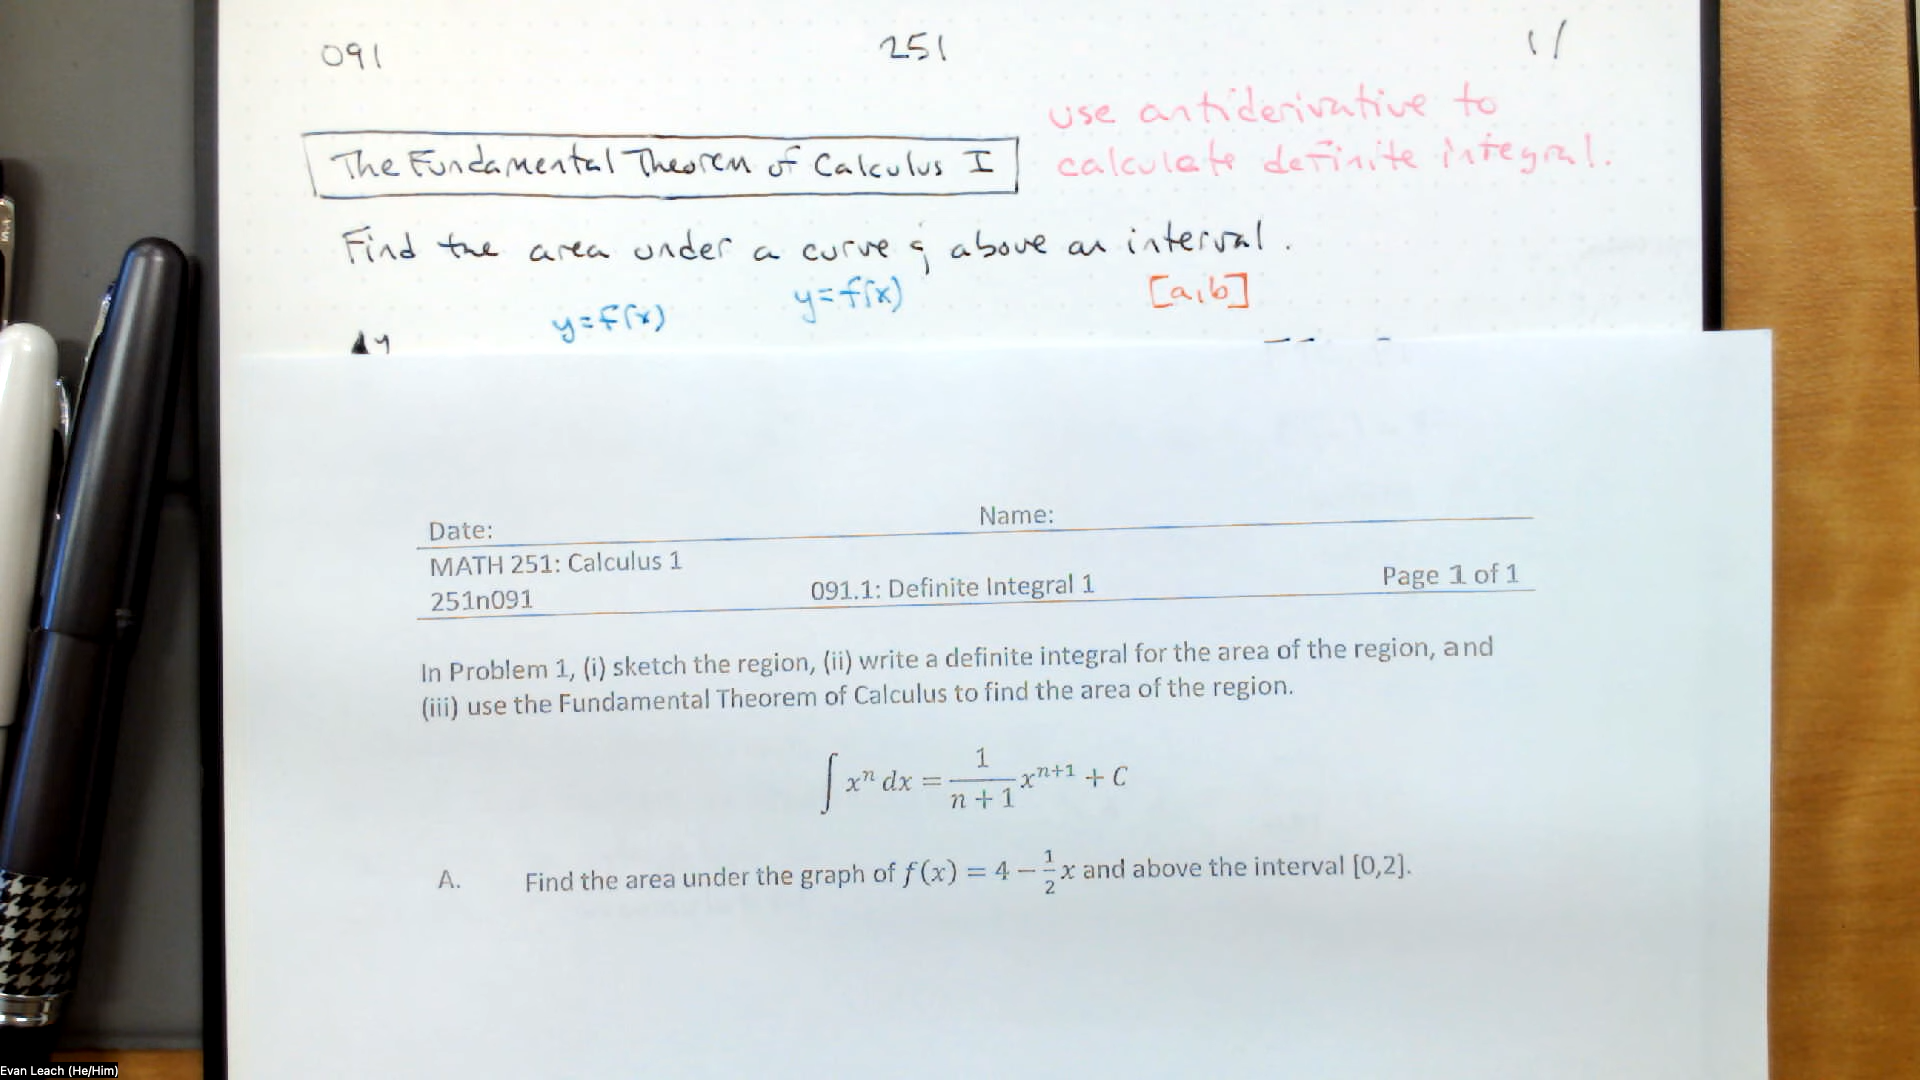 091 251 1/
use antiderivative to
The Fundamental Theorem of Calculus I
calculate definite integral.
Find the area under a curve & above an interval.
y=f(x) y=f(x) [a,b]
y
Date: Name:
MATH 251: Calculus 1
251n091 091.1: Definite Integral 1 Page 1 of 1
In Problem 1, (i) sketch the region, (ii) write a definite integral for the area of the region, and
(iii) use the Fundamental Theorem of Calculus to find the area of the region.
∫ xⁿ dx = 1/(n + 1) xⁿ⁺¹ + C
A. Find the area under the graph of f(x) = 4 − ½x and above the interval [0,2].
Evan Leach (He/Him)